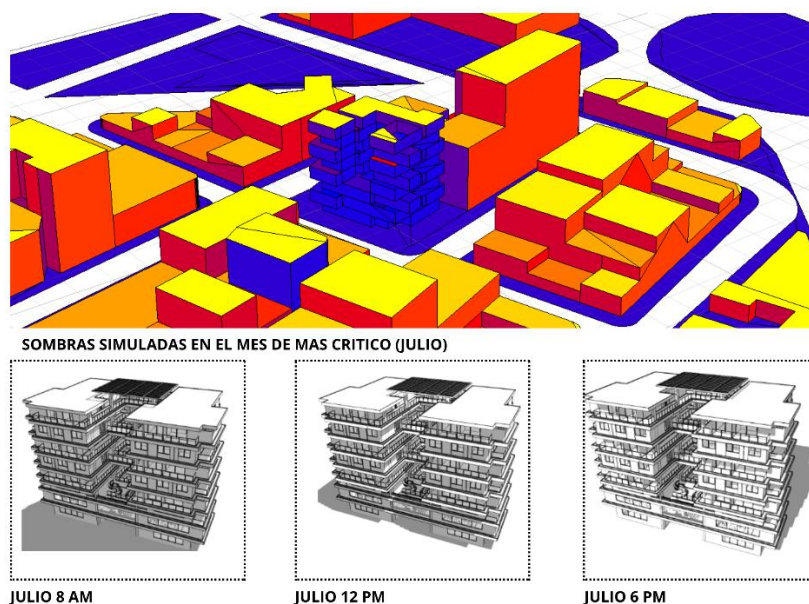 SOMBRAS SIMULADAS EN EL MES DE MAS CRITICO (JULIO)
JULIO 8 AM
JULIO 12 PM
JULIO 6 PM